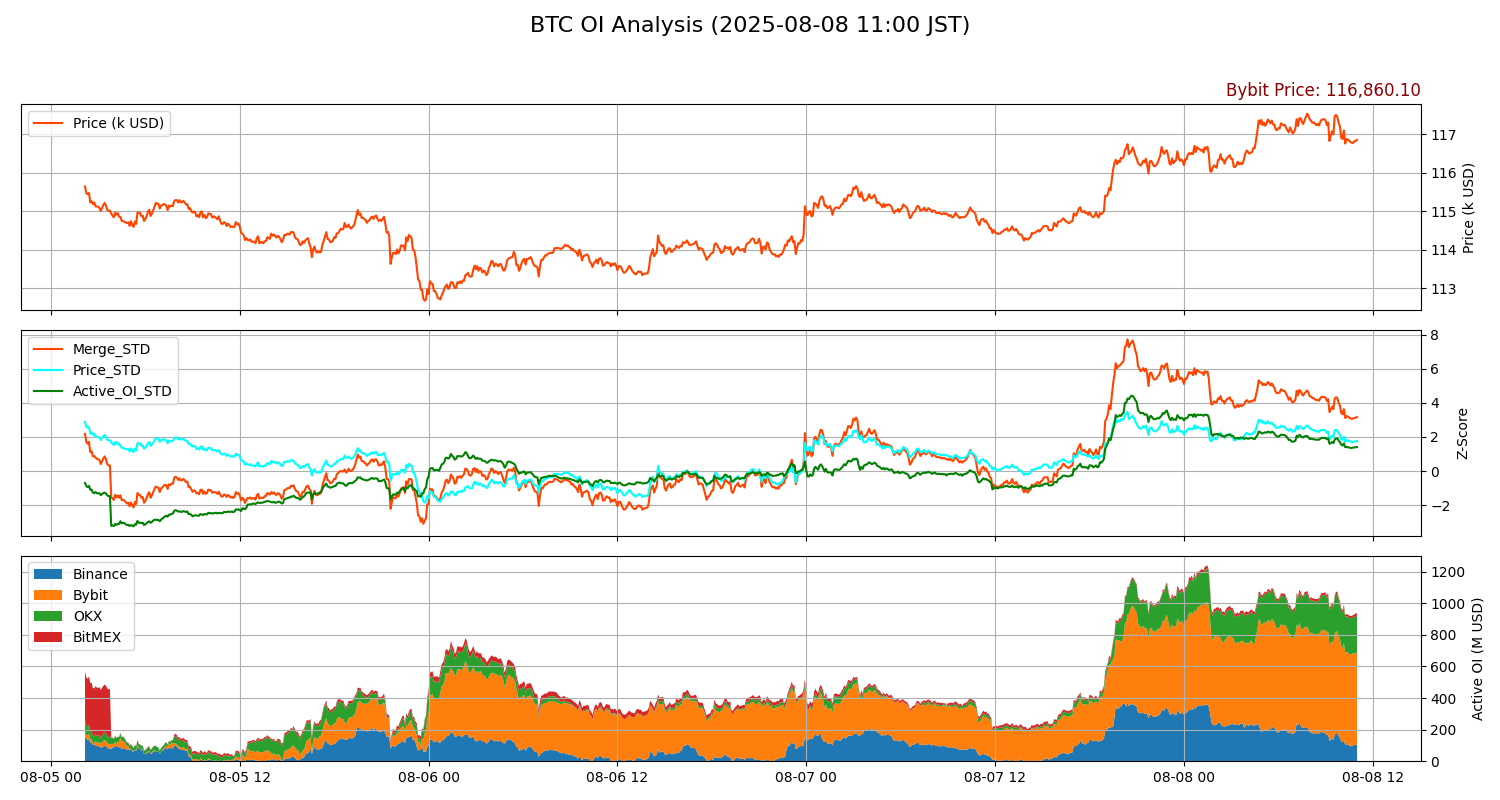 BTC OI Analysis (2025-08-08 11:00 JST)
Bybit Price: 116,860.10
Price (k USD)
117
116
115
114
113
Price (k USD)
Merge_STD
Price_STD
Active_OI_STD
8
6
4
2
0
−2
Z-Score
Binance
Bybit
OKX
BitMEX
1200
1000
800
600
400
200
0
Active OI (M USD)
08-05 00
08-05 12
08-06 00
08-06 12
08-07 00
08-07 12
08-08 00
08-08 12